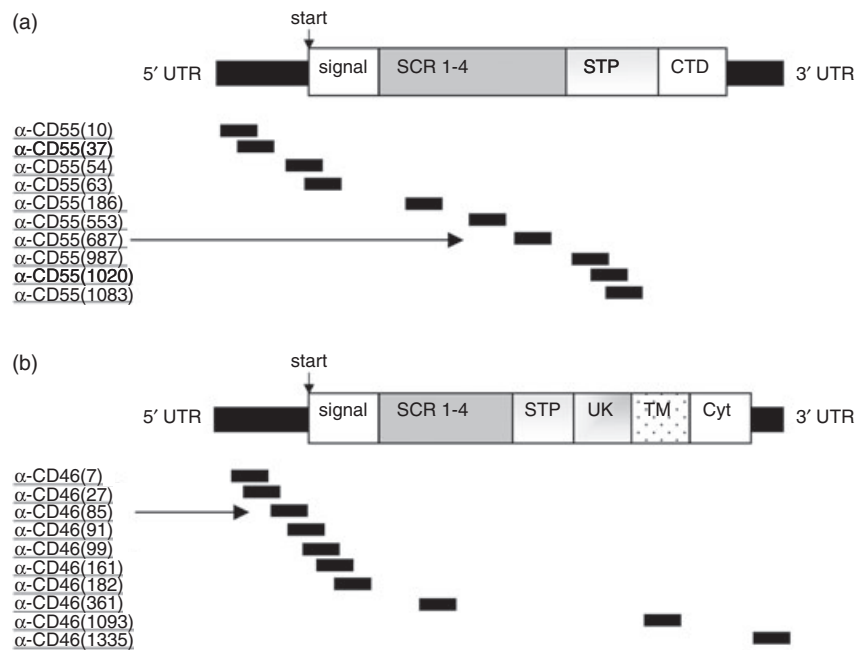 (a)
start
5′ UTR signal SCR 1-4 STP CTD 3′ UTR
α-CD55(10)
α-CD55(37)
α-CD55(54)
α-CD55(63)
α-CD55(186)
α-CD55(553)
α-CD55(687)
α-CD55(987)
α-CD55(1020)
α-CD55(1083)
(b)
start
5′ UTR signal SCR 1-4 STP UK TM Cyt 3′ UTR
α-CD46(7)
α-CD46(27)
α-CD46(85)
α-CD46(91)
α-CD46(99)
α-CD46(161)
α-CD46(182)
α-CD46(361)
α-CD46(1093)
α-CD46(1335)